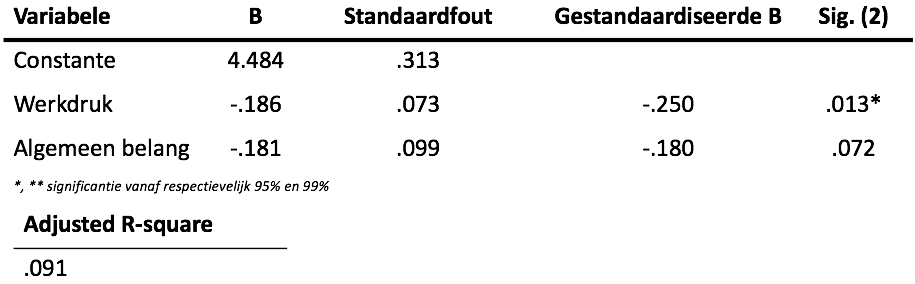 Variabele B Standaardfout Gestandaardiseerde B Sig. (2)
Constante 4.484 .313
Werkdruk -.186 .073 -.250 .013*
Algemeen belang -.181 .099 -.180 .072
*, ** significantie vanaf respectievelijk 95% en 99%
Adjusted R-square
.091